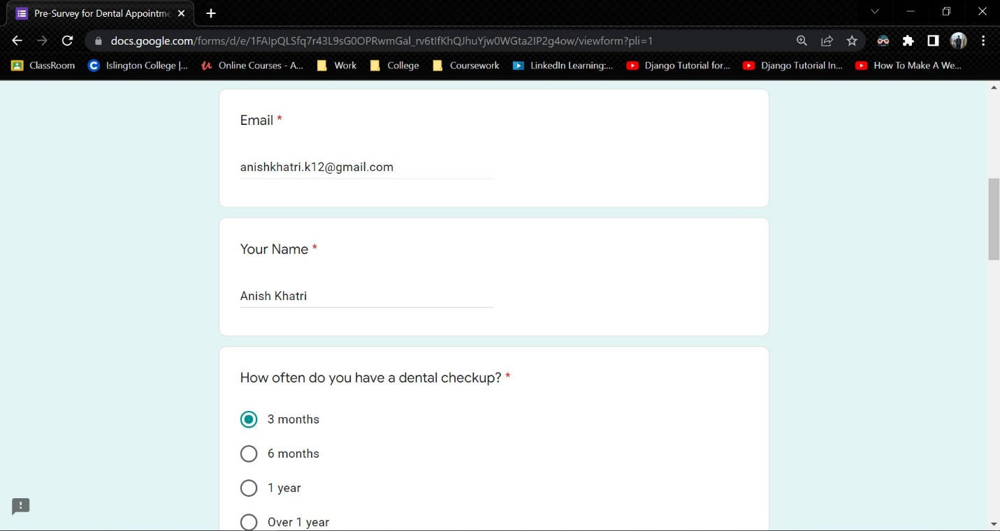 Pre-Survey for Dental Appointme
docs.google.com/forms/d/e/1FAIpQLSfq7r43L9sG0OPRwmGal_rv6tIfKhQJhuYjw0WGta2IP2g4ow/viewform?pli=1
ClassRoom Islington College |... Online Courses - A... Work College Coursework LinkedIn Learning:... Django Tutorial for... Django Tutorial In... How To Make A We...
Email *
anishkhatri.k12@gmail.com
Your Name *
Anish Khatri
How often do you have a dental checkup? *
3 months
6 months
1 year
Over 1 year